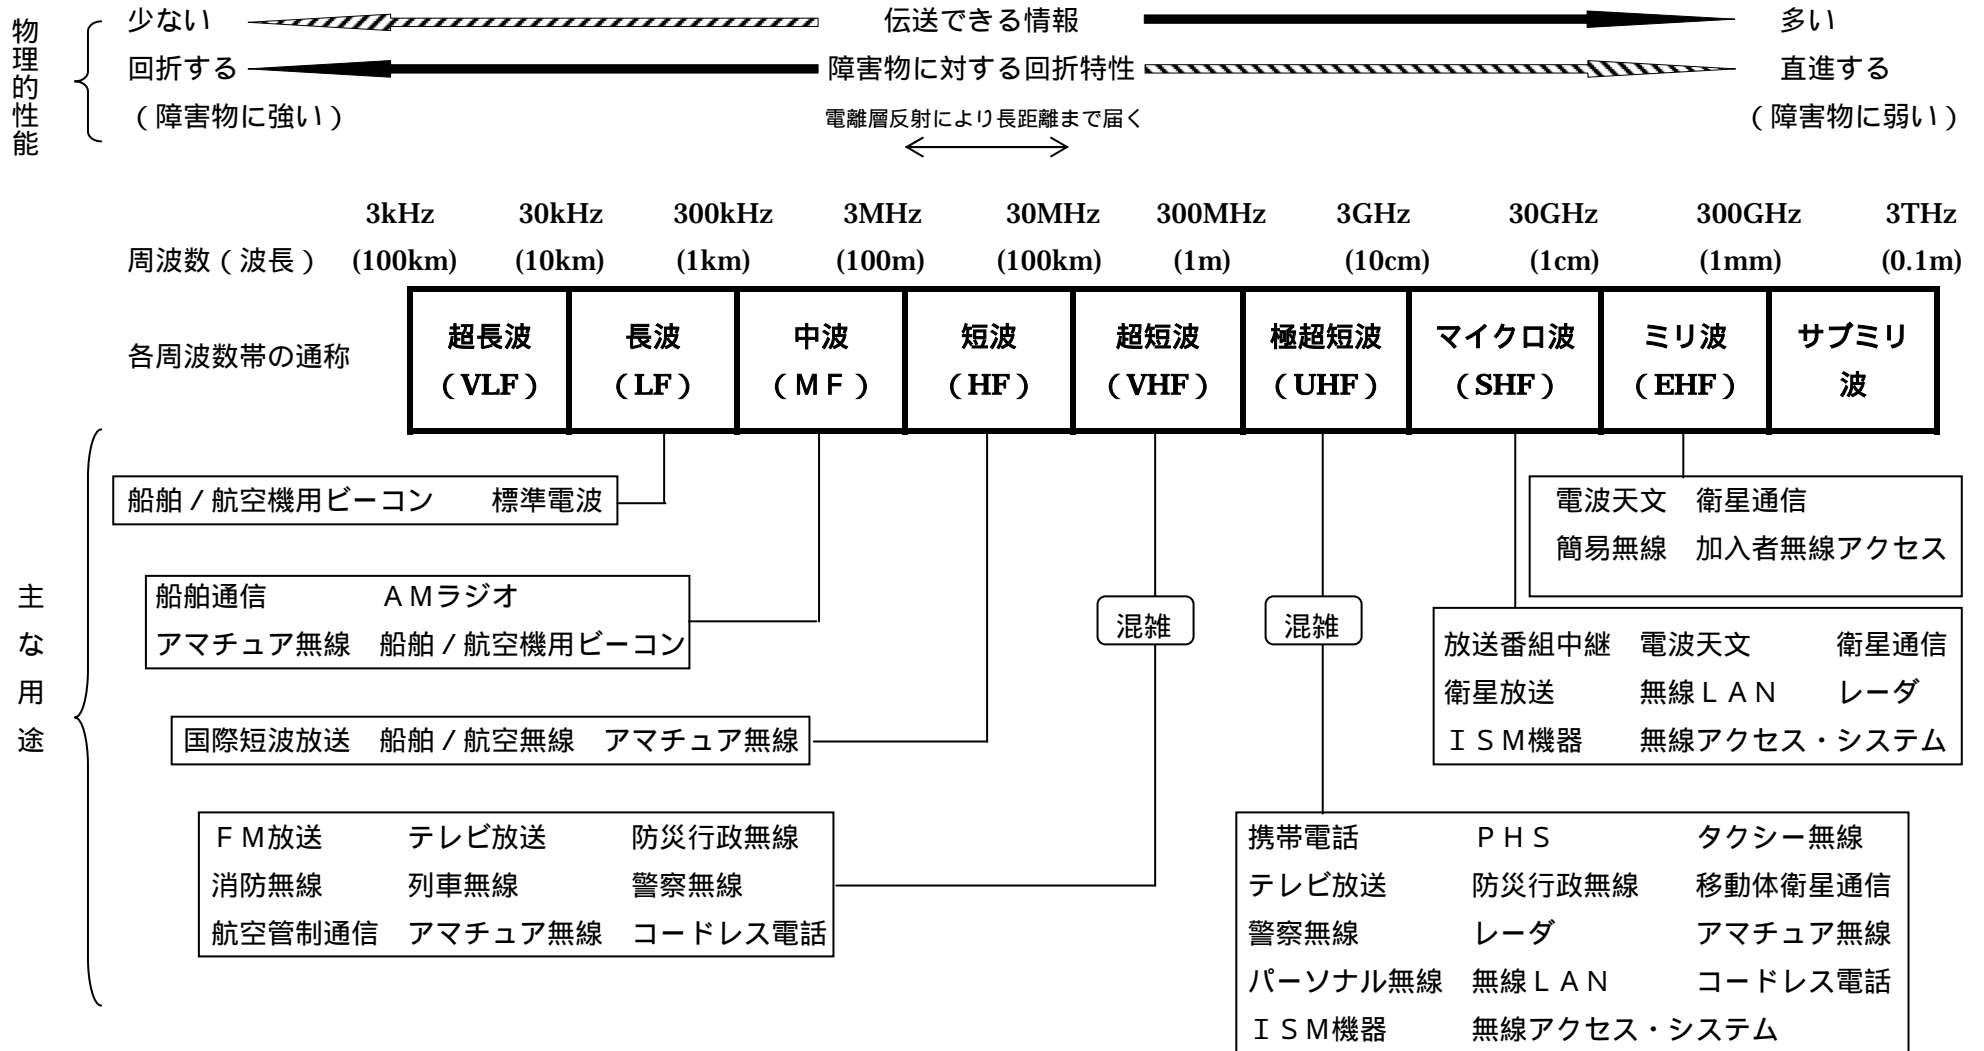 物理的性能
少ない 伝送できる情報 多い
回折する 障害物に対する回折特性 直進する
（障害物に強い） 電離層反射により長距離まで届く （障害物に弱い）
3kHz 30kHz 300kHz 3MHz 30MHz 300MHz 3GHz 30GHz 300GHz 3THz
周波数（波長） (100km) (10km) (1km) (100m) (100km) (1m) (10cm) (1cm) (1mm) (0.1m)
各周波数帯の通称
超長波
（VLF）
長波
（LF）
中波
（ＭＦ）
短波
（HF）
超短波
（VHF）
極超短波
（UHF）
マイクロ波
（SHF）
ミリ波
（EHF）
サブミリ
波
主な用途
船舶／航空機用ビーコン 標準電波
船舶通信 ＡＭラジオ
アマチュア無線 船舶／航空機用ビーコン
国際短波放送 船舶／航空無線 アマチュア無線
混雑
ＦＭ放送 テレビ放送 防災行政無線
消防無線 列車無線 警察無線
航空管制通信 アマチュア無線 コードレス電話
混雑
携帯電話 ＰＨＳ タクシー無線
テレビ放送 防災行政無線 移動体衛星通信
警察無線 レーダ アマチュア無線
パーソナル無線 無線ＬＡＮ コードレス電話
ＩＳＭ機器 無線アクセス・システム
放送番組中継 電波天文 衛星通信
衛星放送 無線ＬＡＮ レーダ
ＩＳＭ機器 無線アクセス・システム
電波天文 衛星通信
簡易無線 加入者無線アクセス